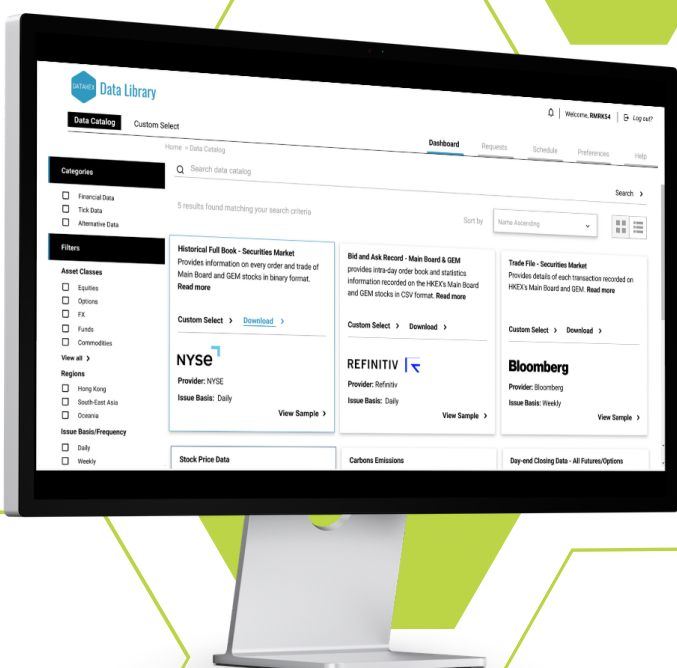 DATAHEX Data Library
Welcome, RMRK54 Log out?
Data Catalog Custom Select
Dashboard Requests Schedule Preferences Help
Home > Data Catalog
Search data catalog
Search >
5 results found matching your search criteria
Sort by Name Ascending
Categories
Financial Data
Tick Data
Alternative Data
Filters
Asset Classes
Equities
Options
FX
Funds
Commodities
View all >
Regions
Hong Kong
South-East Asia
Oceania
Issue Basis/Frequency
Daily
Weekly
Historical Full Book - Securities Market
Provides information on every order and trade of
Main Board and GEM stocks in binary format.
Read more
Custom Select > Download >
NYSE
Provider: NYSE
Issue Basis: Daily
View Sample >
Bid and Ask Record - Main Board & GEM
provides intra-day order book and statistics
information recorded on the HKEX's Main Board
and GEM stocks in CSV format. Read more
Custom Select > Download >
REFINITIV
Provider: Refinitiv
Issue Basis: Daily
View Sample >
Trade File - Securities Market
Provides details of each transaction recorded on
HKEX's Main Board and GEM. Read more
Custom Select > Download >
Bloomberg
Provider: Bloomberg
Issue Basis: Weekly
View Sample >
Stock Price Data
Carbons Emissions
Day-end Closing Data - All Futures/Options